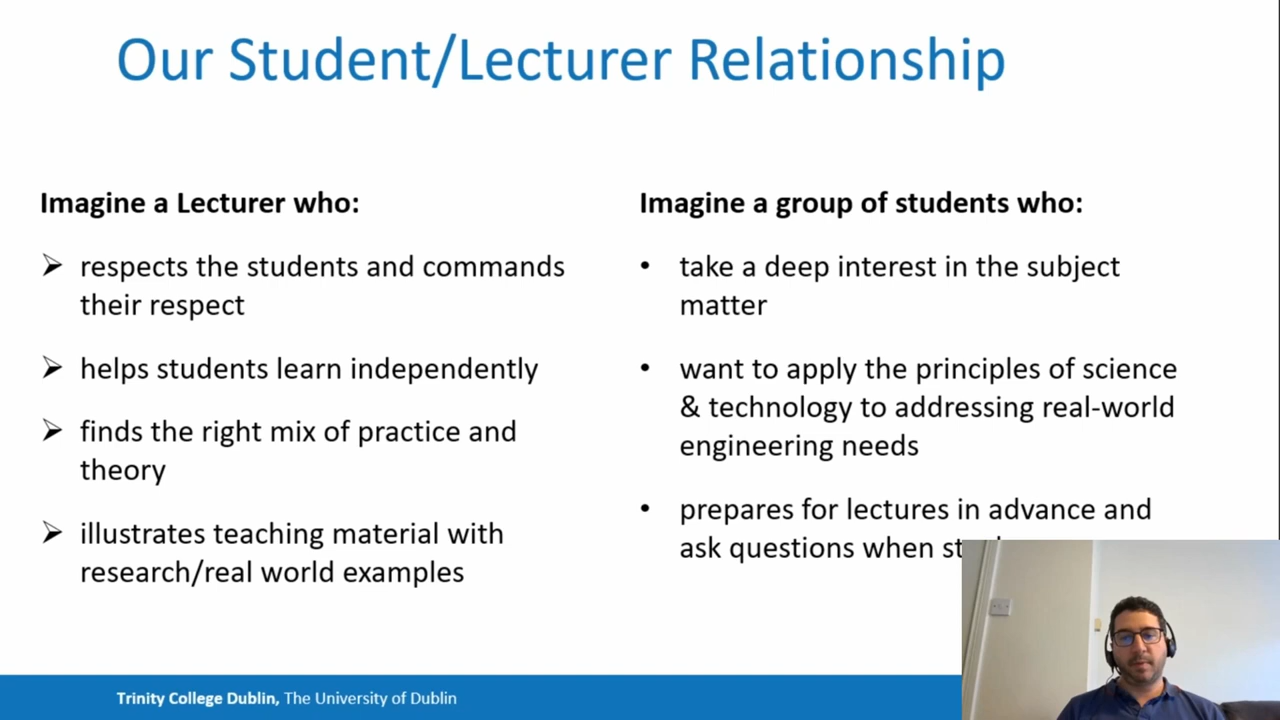 Our Student/Lecturer Relationship
Imagine a Lecturer who:
respects the students and commands
their respect
helps students learn independently
finds the right mix of practice and
theory
illustrates teaching material with
research/real world examples
Imagine a group of students who:
take a deep interest in the subject
matter
want to apply the principles of science
& technology to addressing real-world
engineering needs
prepares for lectures in advance and
ask questions when
Trinity College Dublin, The University of Dublin